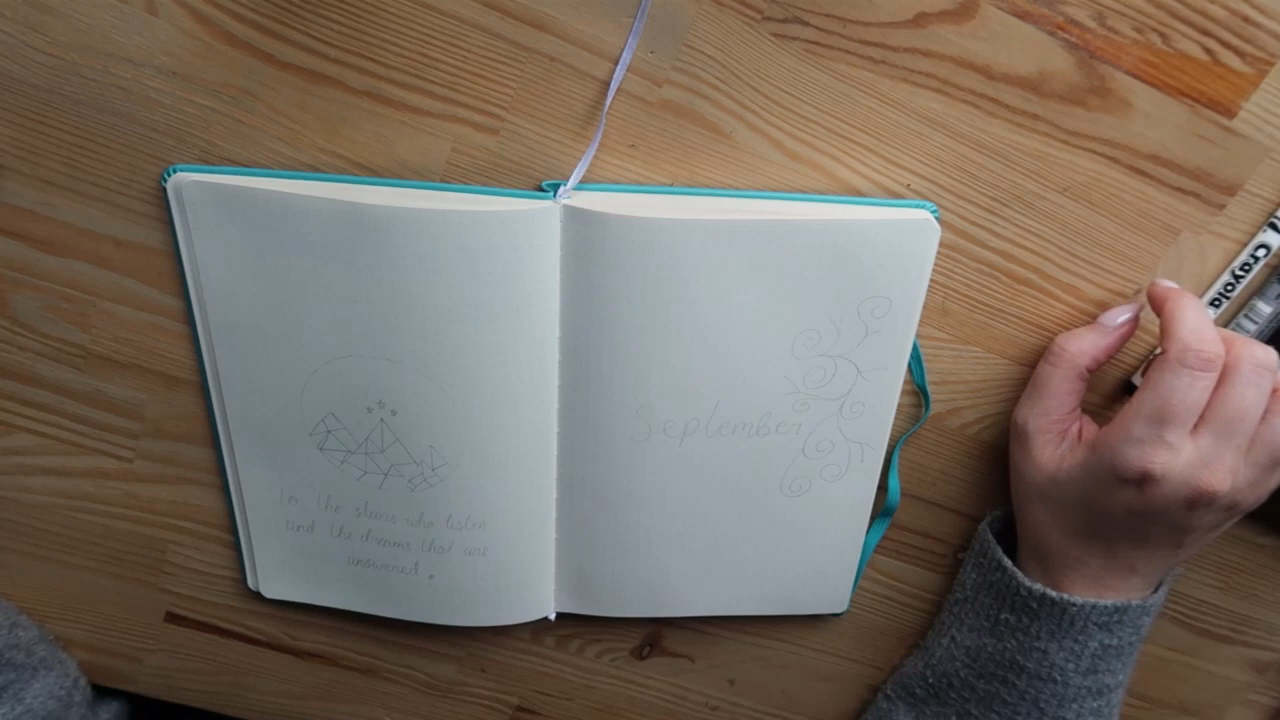 To the stars who listen
and the dreams that are
answered.
September
Crayola